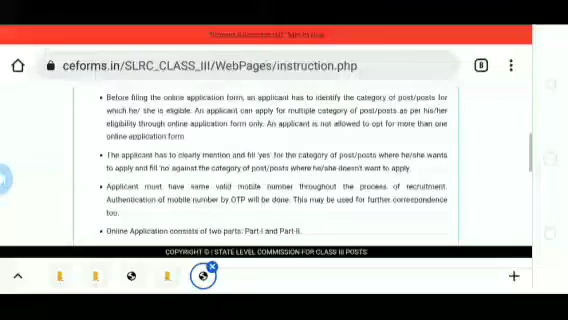 ceforms.in/SLRC_CLASS_III/WebPages/instruction.php
8
• Before filing the online application form, an applicant has to identify the category of post/posts for
which he/ she is eligible. An applicant can apply for multiple category of post/posts as per his/her
eligibility through online application form only. An applicant is not allowed to opt for more than one
online application form.
• The applicant has to clearly mention and fill 'yes' for the category of post/posts where he/she wants
to apply and fill 'no' against the category of post/posts where he/she doesn't want to apply.
• Applicant must have same valid mobile number throughout the process of recruitment.
Authentication of mobile number by OTP will be done. This may be used for further correspondence
too.
• Online Application consists of two parts: Part-I and Part-II.
COPYRIGHT © | STATE LEVEL COMMISSION FOR CLASS III POSTS